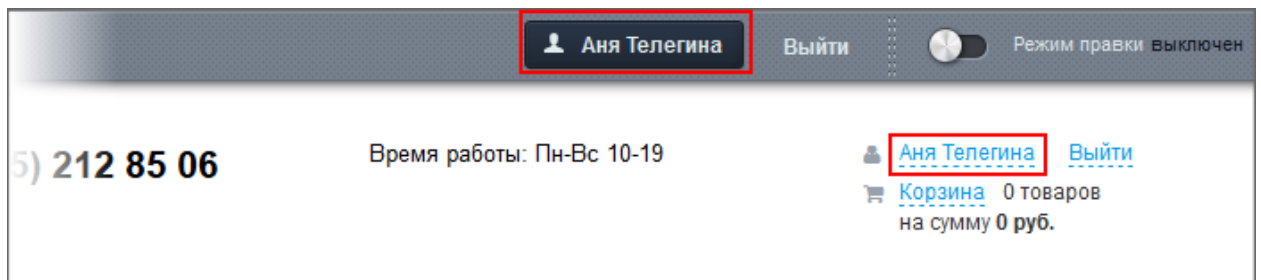 Аня Телегина Выйти Режим правки выключен
5) 212 85 06 Время работы: Пн-Вс 10-19 Аня Телегина Выйти
Корзина 0 товаров
на сумму 0 руб.